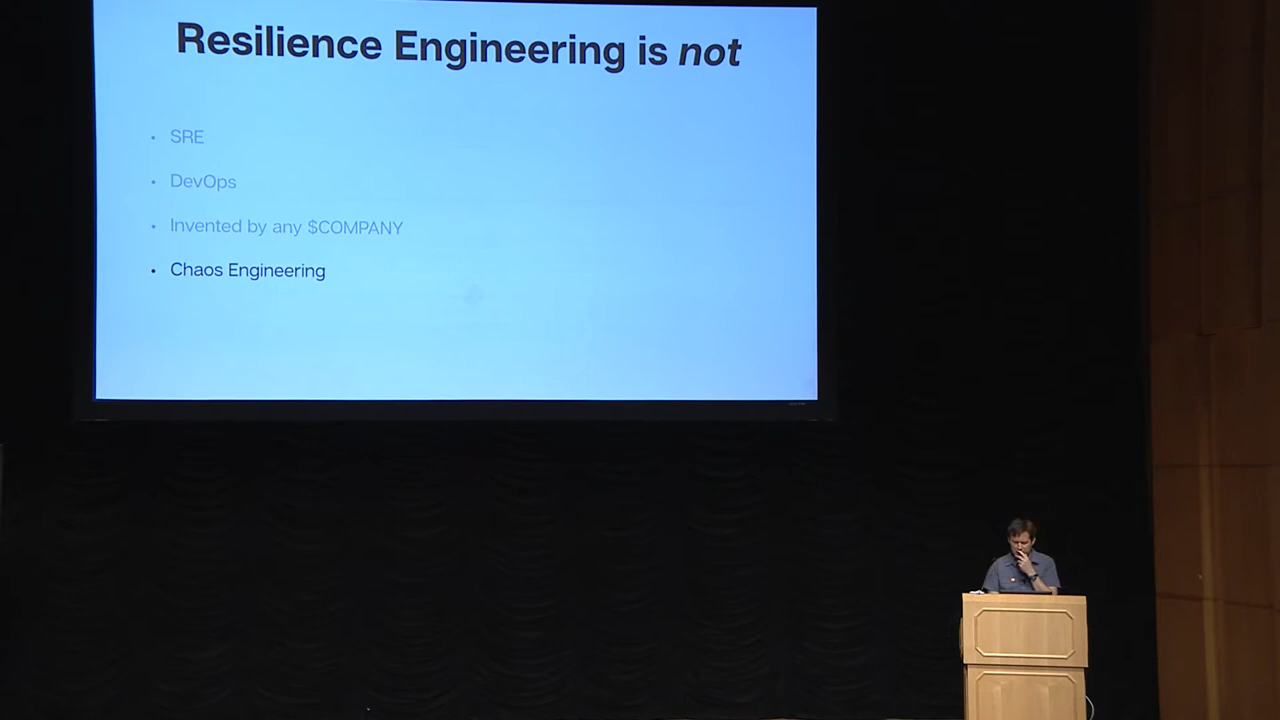 Resilience Engineering is not
• SRE
• DevOps
• Invented by any $COMPANY
• Chaos Engineering